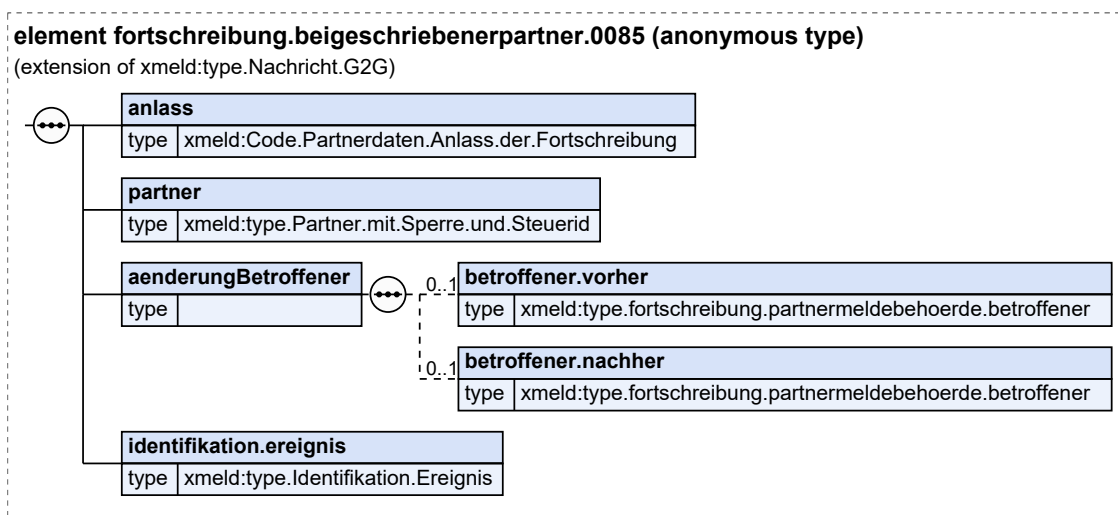 element fortschreibung.beigeschriebenerpartner.0085 (anonymous type)
(extension of xmeld:type.Nachricht.G2G)
anlass
type xmeld:Code.Partnerdaten.Anlass.der.Fortschreibung
partner
type xmeld:type.Partner.mit.Sperre.und.Steuerid
aenderungBetroffener
type
0..1 betroffener.vorher
type xmeld:type.fortschreibung.partnermeldebehoerde.betroffener
0..1 betroffener.nachher
type xmeld:type.fortschreibung.partnermeldebehoerde.betroffener
identifikation.ereignis
type xmeld:type.Identifikation.Ereignis